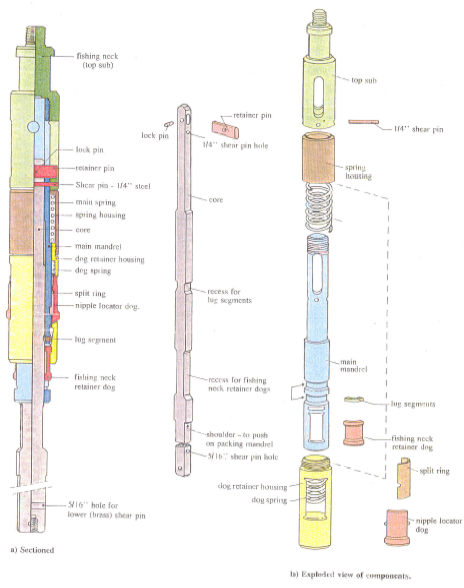 fishing neck
(top sub)
lock pin
retainer pin
Shear pin - 1/4'' steel
main spring
spring housing
core
main mandrel
dog retainer housing
dog spring
split ring
nipple locator dog.
lug segment
fishing neck
retainer dog
5/16'' hole for
lower (brass) shear pin
a) Sectioned
retainer pin
lock pin
1/4'' shear pin hole
core
recess for
lug segments
recess for fishing
neck retainer dogs
shoulder - to push
on packing mandrel
5/16'' shear pin hole
top sub
1/4'' shear pin
spring
housing
main
mandrel
lug segments
fishing neck
retainer dog
split ring
dog retainer housing
dog spring
nipple locator
dog
b) Exploded view of components.